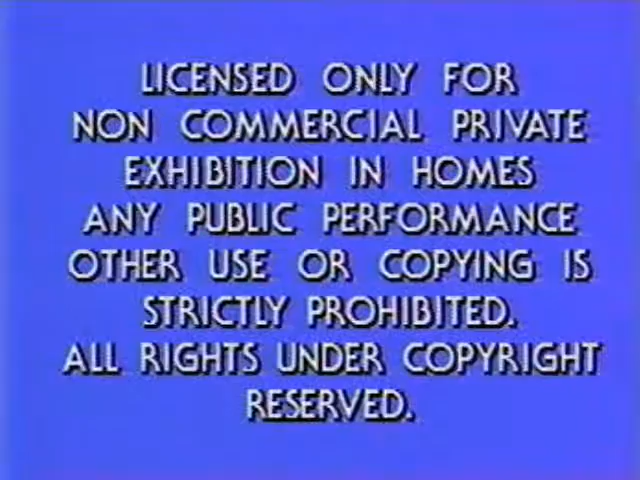 LICENSED ONLY FOR
NON COMMERCIAL PRIVATE
EXHIBITION IN HOMES
ANY PUBLIC PERFORMANCE
OTHER USE OR COPYING IS
STRICTLY PROHIBITED.
ALL RIGHTS UNDER COPYRIGHT
RESERVED.